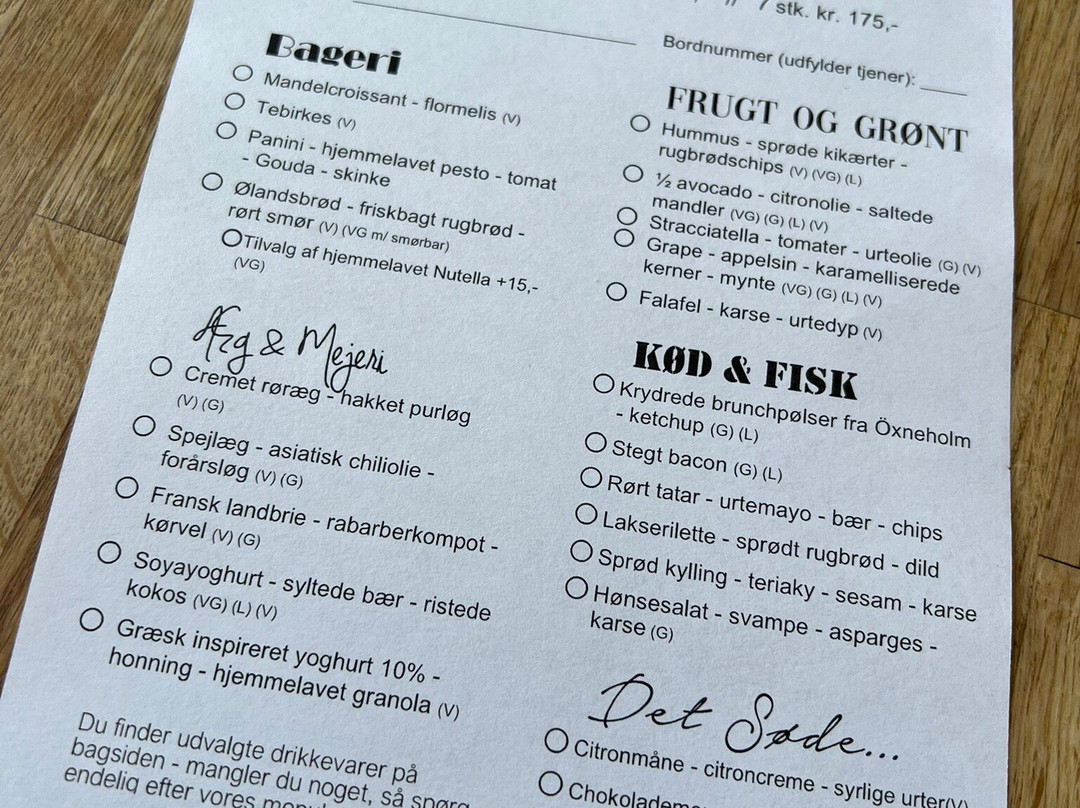 7 stk. kr. 175,-
Bordnummer (udfylder tjener): ____
Bageri
Mandelcroissant - flormelis (V)
Tebirkes (V)
Panini - hjemmelavet pesto - tomat
- Gouda - skinke
Ølandsbrød - friskbagt rugbrød -
rørt smør (V) (VG m/ smørbar)
Tilvalg af hjemmelavet Nutella +15,-
(VG)
Æg & Mejeri
Cremet røræg - hakket purløg
(V) (G)
Spejlæg - asiatisk chiliolie -
forårsløg (V) (G)
Fransk landbrie - rabarberkompot -
kørvel (V) (G)
Soyayoghurt - syltede bær - ristede
kokos (VG) (L) (V)
Græsk inspireret yoghurt 10% -
honning - hjemmelavet granola (V)
Du finder udvalgte drikkevarer på
bagsiden - mangler du noget, så spørg
endelig efter vores
FRUGT OG GRØNT
Hummus - sprøde kikærter -
rugbrødschips (V) (VG) (L)
½ avocado - citronolie - saltede
mandler (VG) (G) (L) (V)
Stracciatella - tomater - urteolie (G) (V)
Grape - appelsin - karamelliserede
kerner - mynte (VG) (G) (L) (V)
Falafel - karse - urtedyp (V)
KØD & FISK
Krydrede brunchpølser fra Öxneholm
- ketchup (G) (L)
Stegt bacon (G) (L)
Rørt tatar - urtemayo - bær - chips
Lakserilette - sprødt rugbrød - dild
Sprød kylling - teriaky - sesam - karse
Hønsesalat - svampe - asparges -
karse (G)
Det Søde...
Citronmåne - citroncreme - syrlige urter(V)